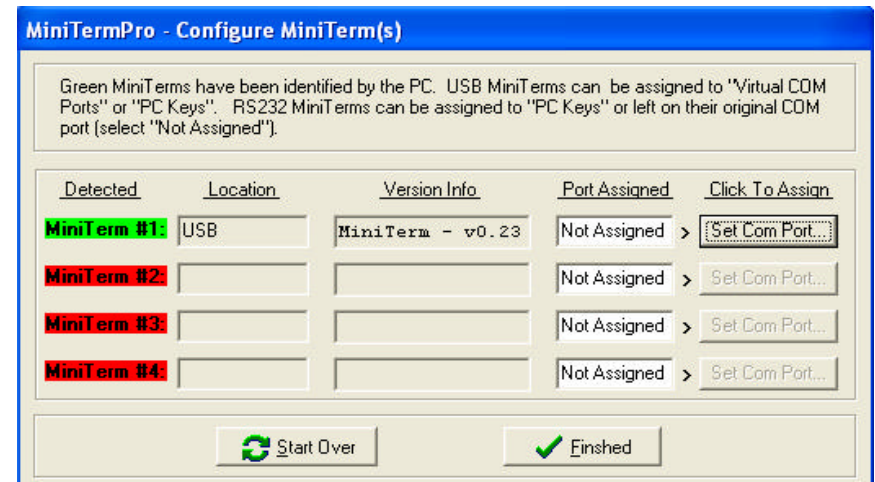 MiniTermPro - Configure MiniTerm(s)
Green MiniTerms have been identified by the PC. USB MiniTerms can be assigned to "Virtual COM
Ports" or "PC Keys". RS232 MiniTerms can be assigned to "PC Keys" or left on their original COM
port (select "Not Assigned").
Detected Location Version Info Port Assigned Click To Assign
MiniTerm #1: USB MiniTerm - v0.23 Not Assigned > Set Com Port...
MiniTerm #2: Not Assigned > Set Com Port...
MiniTerm #3: Not Assigned > Set Com Port...
MiniTerm #4: Not Assigned > Set Com Port...
Start Over Finshed